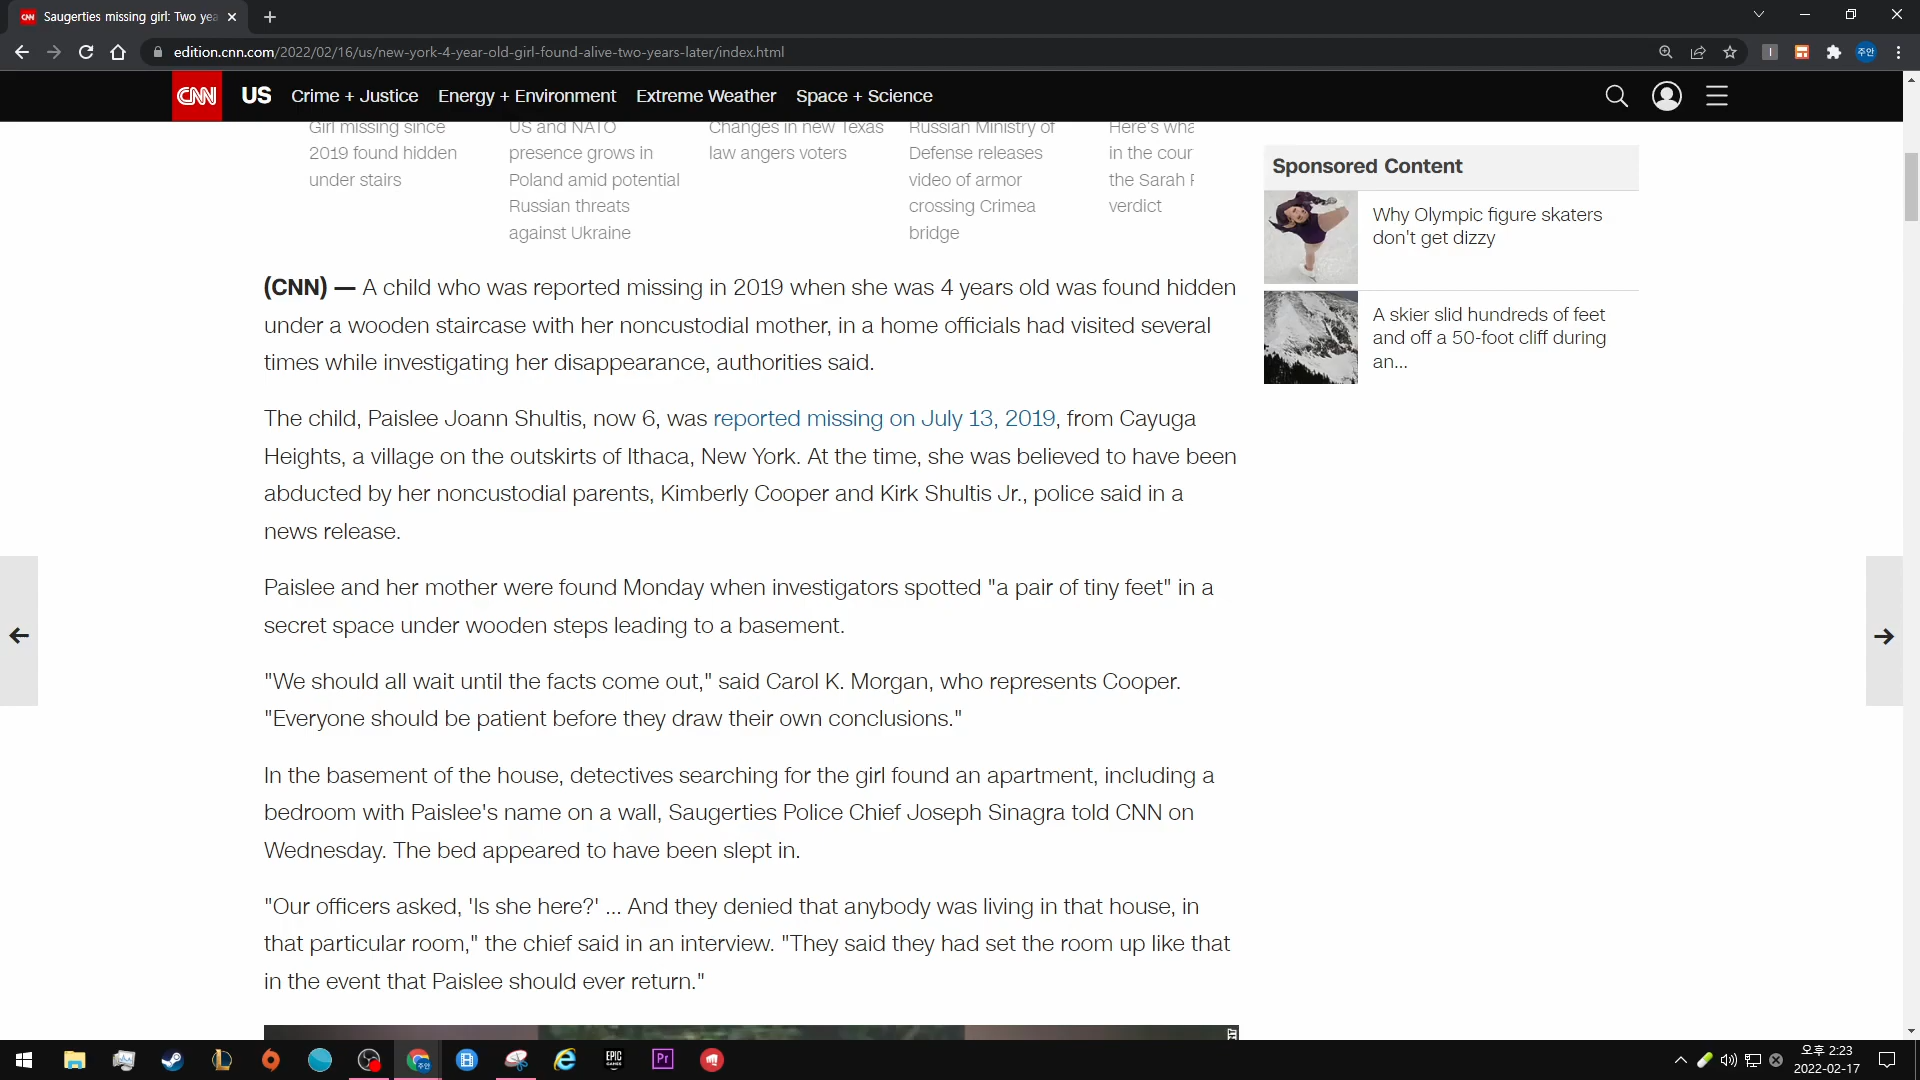 Saugerties missing girl: Two yea
edition.cnn.com/2022/02/16/us/new-york-4-year-old-girl-found-alive-two-years-later/index.html
주안
CNN US Crime + Justice Energy + Environment Extreme Weather Space + Science
Girl missing since
2019 found hidden
under stairs
US and NATO
presence grows in
Poland amid potential
Russian threats
against Ukraine
Changes in new Texas
law angers voters
Russian Ministry of
Defense releases
video of armor
crossing Crimea
bridge
Here's wha
in the cour
the Sarah
verdict
Sponsored Content
Why Olympic figure skaters
don't get dizzy
A skier slid hundreds of feet
and off a 50-foot cliff during
an...
(CNN) — A child who was reported missing in 2019 when she was 4 years old was found hidden
under a wooden staircase with her noncustodial mother, in a home officials had visited several
times while investigating her disappearance, authorities said.
The child, Paislee Joann Shultis, now 6, was reported missing on July 13, 2019, from Cayuga
Heights, a village on the outskirts of Ithaca, New York. At the time, she was believed to have been
abducted by her noncustodial parents, Kimberly Cooper and Kirk Shultis Jr., police said in a
news release.
Paislee and her mother were found Monday when investigators spotted "a pair of tiny feet" in a
secret space under wooden steps leading to a basement.
"We should all wait until the facts come out," said Carol K. Morgan, who represents Cooper.
"Everyone should be patient before they draw their own conclusions."
In the basement of the house, detectives searching for the girl found an apartment, including a
bedroom with Paislee's name on a wall, Saugerties Police Chief Joseph Sinagra told CNN on
Wednesday. The bed appeared to have been slept in.
"Our officers asked, 'Is she here?' ... And they denied that anybody was living in that house, in
that particular room," the chief said in an interview. "They said they had set the room up like that
in the event that Paislee should ever return."
EPIC
GAMES
Pr
오후 2:23
2022-02-17